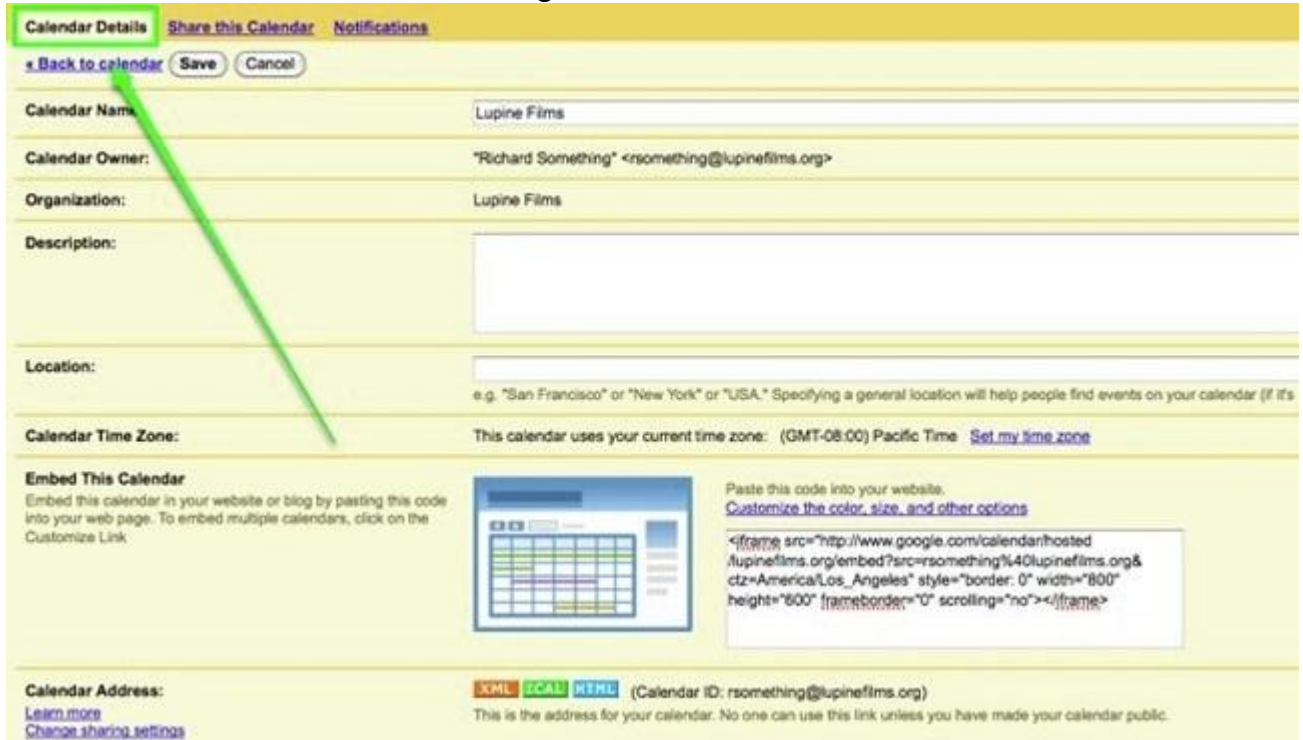 Calendar Details Share this Calendar Notifications
« Back to calendar Save Cancel
Calendar Name
Lupine Films
Calendar Owner:
"Richard Something" <rsomething@lupinefilms.org>
Organization:
Lupine Films
Description:
Location:
e.g. "San Francisco" or "New York" or "USA." Specifying a general location will help people find events on your calendar (if it's
Calendar Time Zone:
This calendar uses your current time zone: (GMT-08:00) Pacific Time Set my time zone
Embed This Calendar
Embed this calendar in your website or blog by pasting this code
into your web page. To embed multiple calendars, click on the
Customize Link
Paste this code into your website.
Customize the color, size, and other options
<iframe src="http://www.google.com/calendar/hosted
/lupinefilms.org/embed?src=rsomething%40lupinefilms.org&
ctz=America/Los_Angeles" style="border: 0" width="800"
height="600" frameborder="0" scrolling="no"></iframe>
Calendar Address:
Learn more
Change sharing settings
XML ICAL HTML (Calendar ID: rsomething@lupinefilms.org)
This is the address for your calendar. No one can use this link unless you have made your calendar public.